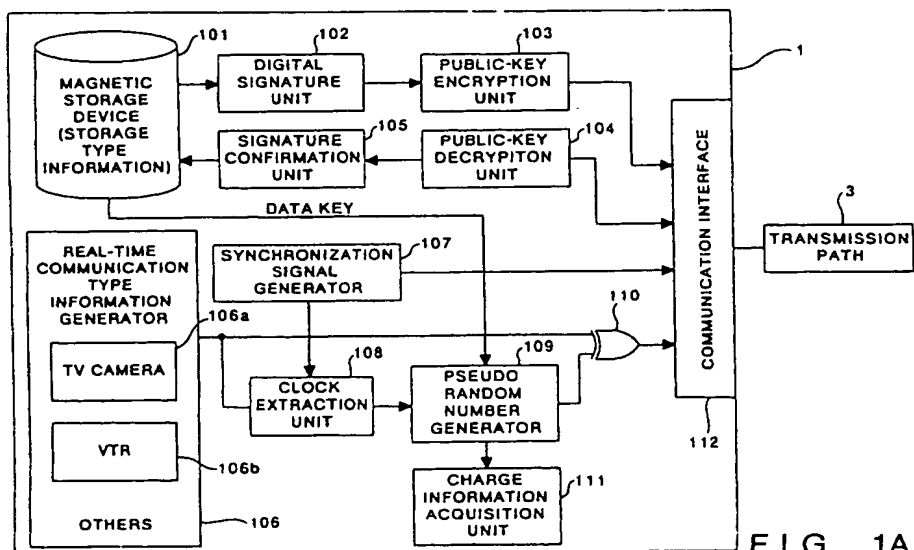 101
MAGNETIC
STORAGE
DEVICE
(STORAGE
TYPE
INFORMATION)
102
DIGITAL
SIGNATURE
UNIT
103
PUBLIC-KEY
ENCRYPTION
UNIT
1
105
SIGNATURE
CONFIRMATION
UNIT
104
PUBLIC-KEY
DECRYPITON
UNIT
COMMUNICATION INTERFACE
112
3
TRANSMISSION
PATH
DATA KEY
REAL-TIME
COMMUNICATION
TYPE
INFORMATION
GENERATOR
106a
TV CAMERA
VTR
106b
OTHERS
106
107
SYNCHRONIZATION
SIGNAL
GENERATOR
108
CLOCK
EXTRACTION
UNIT
109
PSEUDO
RANDOM
NUMBER
GENERATOR
110
CHARGE
INFORMATION
ACQUISITION
UNIT
111
FIG. 1A